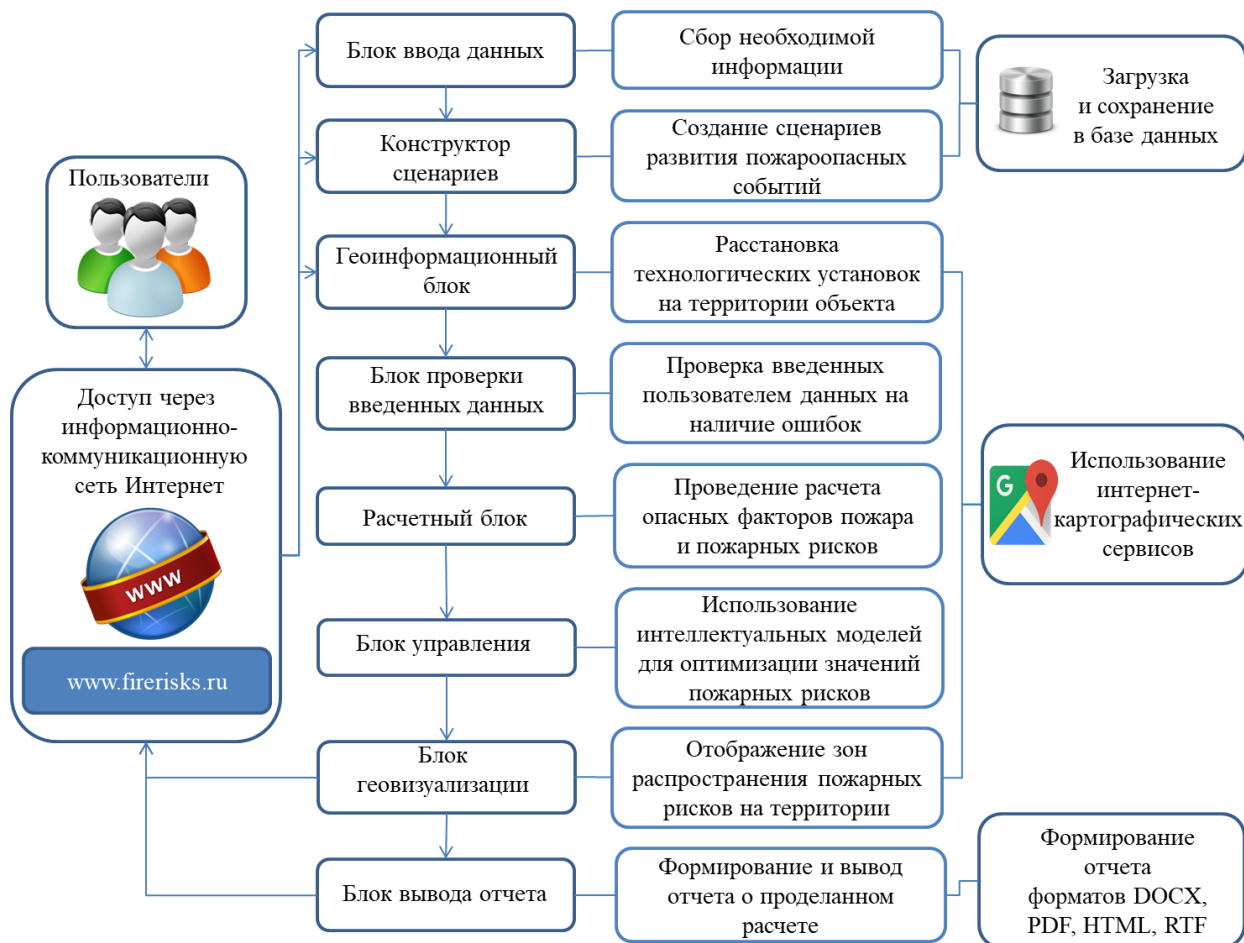 Пользователи
Доступ через
информационно-
коммуникационную
сеть Интернет
www
www.firerisks.ru
Блок ввода данных
Сбор необходимой
информации
Загрузка
и сохранение
в базе данных
Конструктор
сценариев
Создание сценариев
развития пожароопасных
событий
Геоинформационный
блок
Расстановка
технологических установок
на территории объекта
Блок проверки
введенных данных
Проверка введенных
пользователем данных на
наличие ошибок
G
Использование
интернет-
картографических
сервисов
Расчетный блок
Проведение расчета
опасных факторов пожара
и пожарных рисков
Блок управления
Использование
интеллектуальных моделей
для оптимизации значений
пожарных рисков
Блок
геовизуализации
Отображение зон
распространения пожарных
рисков на территории
Блок вывода отчета
Формирование и вывод
отчета о проделанном
расчете
Формирование
отчета
форматов DOCX,
PDF, HTML, RTF